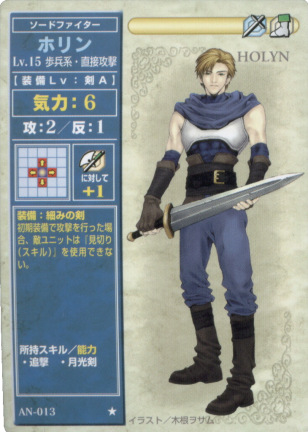 ソードファイター
ホリン
Lv.15 歩兵系・直接攻撃
【装備Lv：剣A】
気力：6
攻：2／反：1
に対して
+1
装備：細みの剣
初期装備で攻撃を行った場
合、敵ユニットは『見切り
（スキル）』を使用できな
い。
所持スキル／能力
・追撃　・月光剣
AN-013
★
HOLYN
イラスト／木根ヲサム